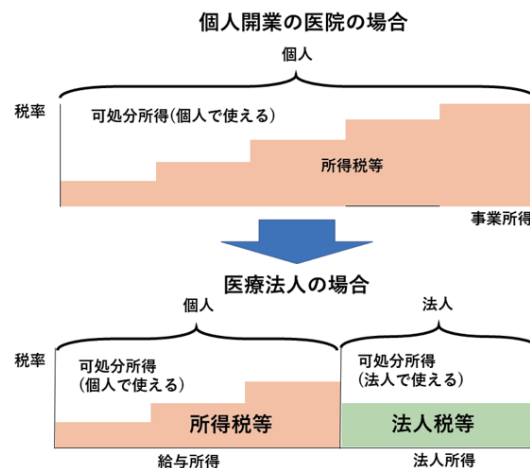 個人開業の医院の場合
個人
税率
可処分所得(個人で使える)
所得税等
事業所得
医療法人の場合
個人
法人
税率
可処分所得
(個人で使える)
可処分所得
(法人で使える)
所得税等
法人税等
給与所得
法人所得